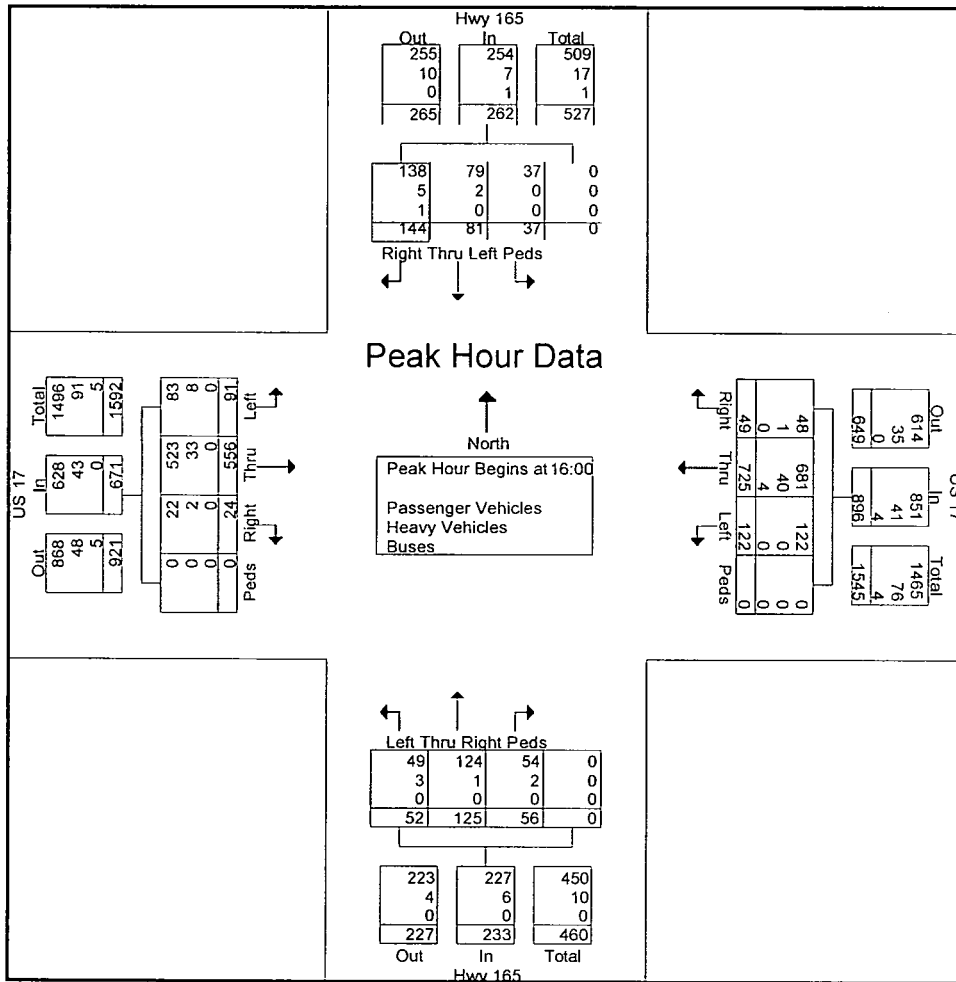 Hwy 165
Out In Total
255 254 509
10 7 17
0 1 1
265 262 527
138 79 37 0
5 2 0 0
1 0 0 0
144 81 37 0
Right Thru Left Peds
Peak Hour Data
North
Peak Hour Begins at 16:00
Passenger Vehicles
Heavy Vehicles
Buses
US 17
Out In Total
868 628 1496
48 43 91
5 0 5
921 671 1592
Peds Right Thru Left
0 22 523 83
0 2 33 8
0 0 0 0
0 24 556 91
US 17
Out In Total
614 851 1465
35 41 76
0 4 4
649 896 1545
Right Thru Left Peds
48 681 122 0
1 40 0 0
0 4 0 0
49 725 122 0
Left Thru Right Peds
49 124 54 0
3 1 2 0
0 0 0 0
52 125 56 0
223 227 450
4 6 10
0 0 0
227 233 460
Out In Total
Hwy 165